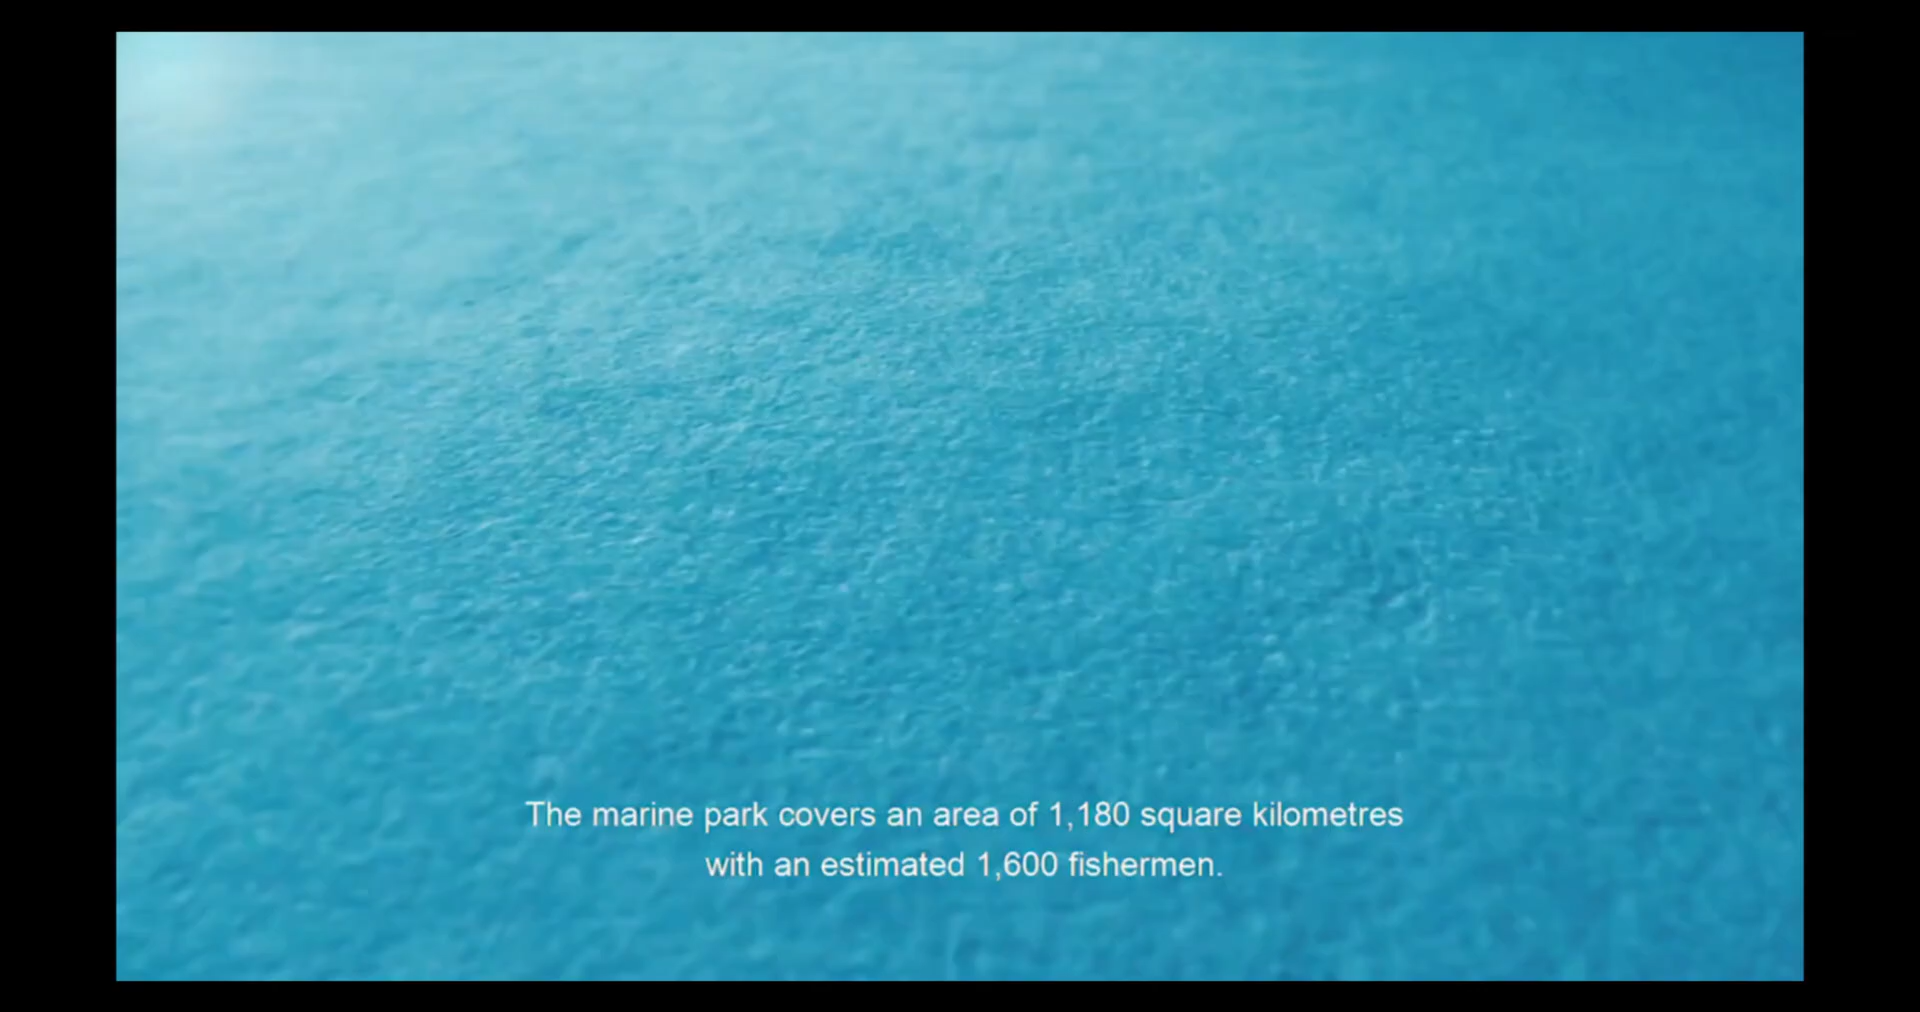 The marine park covers an area of 1,180 square kilometres
with an estimated 1,600 fishermen.